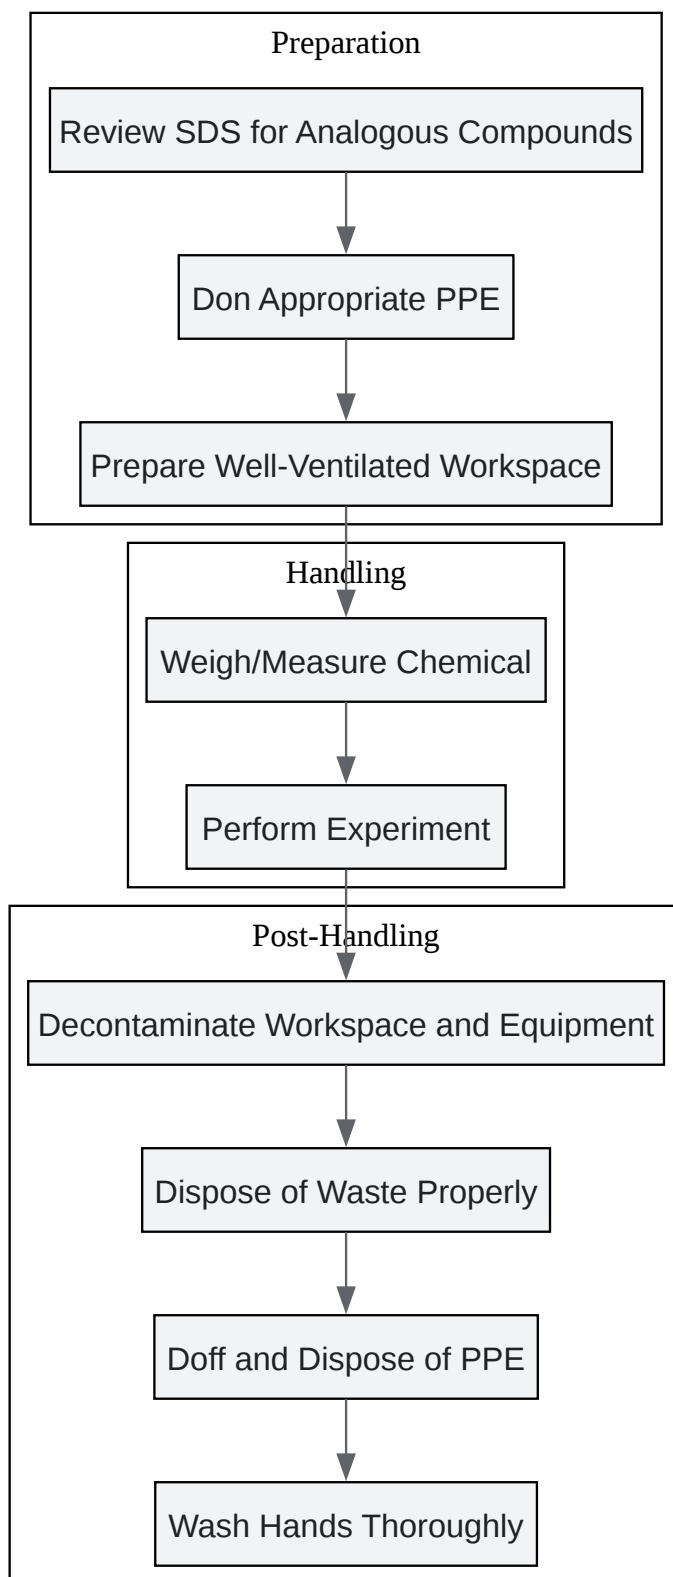 Preparation
Review SDS for Analogous Compounds
Don Appropriate PPE
Prepare Well-Ventilated Workspace
Handling
Weigh/Measure Chemical
Perform Experiment
Post-Handling
Decontaminate Workspace and Equipment
Dispose of Waste Properly
Doff and Dispose of PPE
Wash Hands Thoroughly